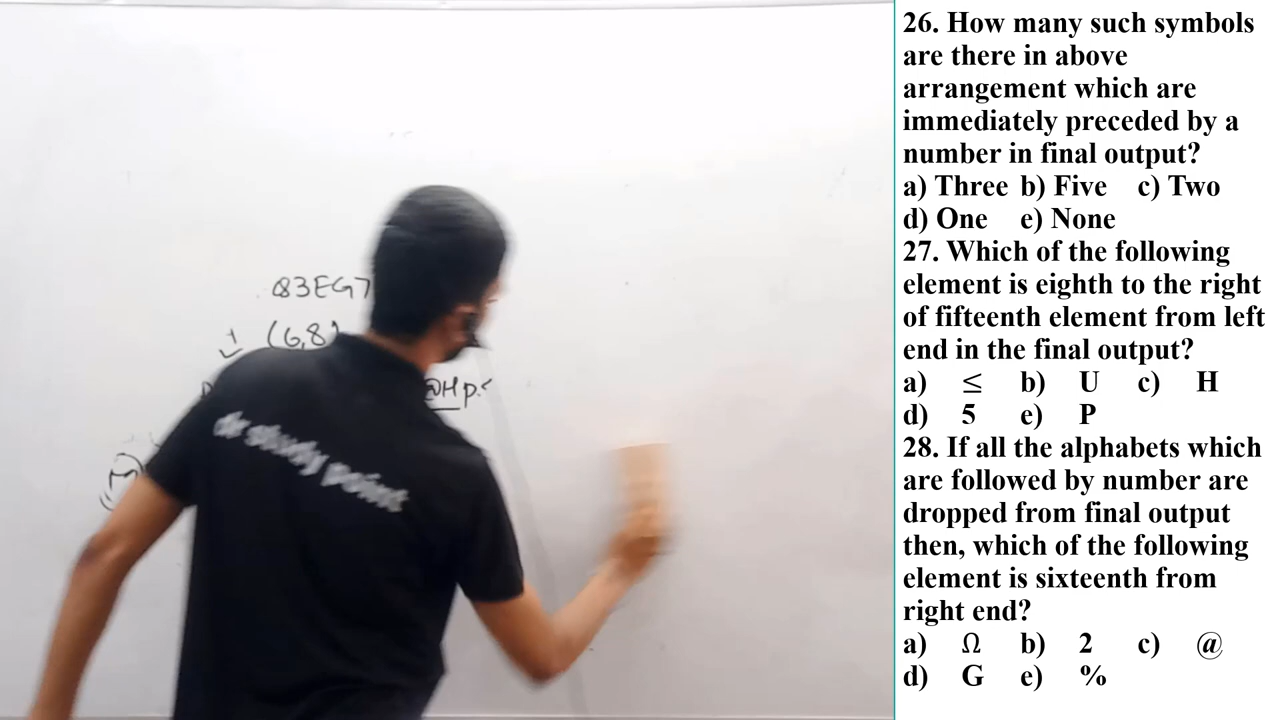 26. How many such symbols
are there in above
arrangement which are
immediately preceded by a
number in final output?
a) Three b) Five c) Two
d) One e) None
27. Which of the following
element is eighth to the right
of fifteenth element from left
end in the final output?
a) ≤ b) U c) H
d) 5 e) P
28. If all the alphabets which
are followed by number are
dropped from final output
then, which of the following
element is sixteenth from
right end?
a) Ω b) 2 c) @
d) G e) %
83EG7
(6,8)
@Hp
dr study point